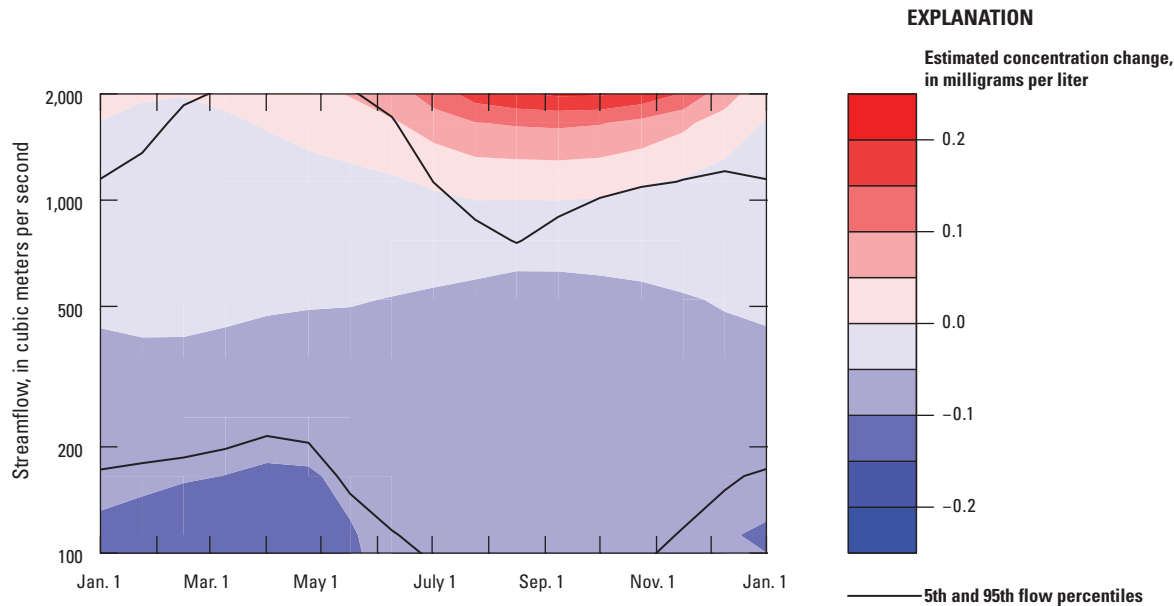 EXPLANATION
Estimated concentration change,
in milligrams per liter
2,000
1,000
500
200
100
Streamflow, in cubic meters per second
Jan. 1
Mar. 1
May 1
July 1
Sep. 1
Nov. 1
Jan. 1
0.2
0.1
0.0
−0.1
−0.2
5th and 95th flow percentiles